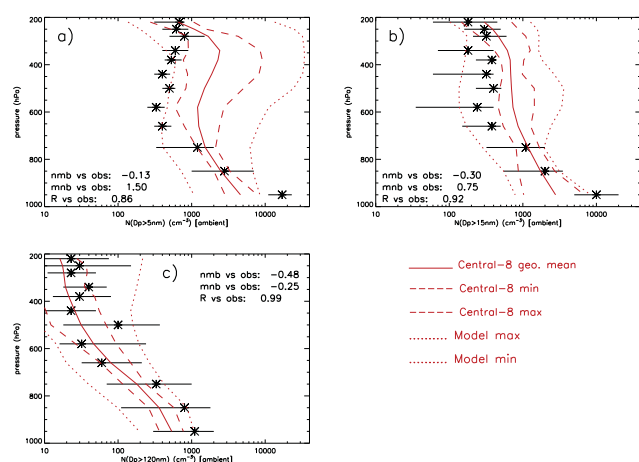 200
400
600
800
1000
pressure (hPa)
a)
nmb vs obs: −0.13
mnb vs obs: 1.50
R vs obs: 0.86
10 100 1000 10000
N(Dp>5nm) (cm⁻³) [ambient]
200
400
600
800
1000
pressure (hPa)
b)
nmb vs obs: −0.30
mnb vs obs: 0.75
R vs obs: 0.92
10 100 1000 10000
N(Dp>15nm) (cm⁻³) [ambient]
200
400
600
800
1000
pressure (hPa)
c)
nmb vs obs: −0.48
mnb vs obs: −0.25
R vs obs: 0.99
10 100 1000 10000
N(Dp>120nm) (cm⁻³) [ambient]
Central-8 geo. mean
Central-8 min
Central-8 max
Model max
Model min